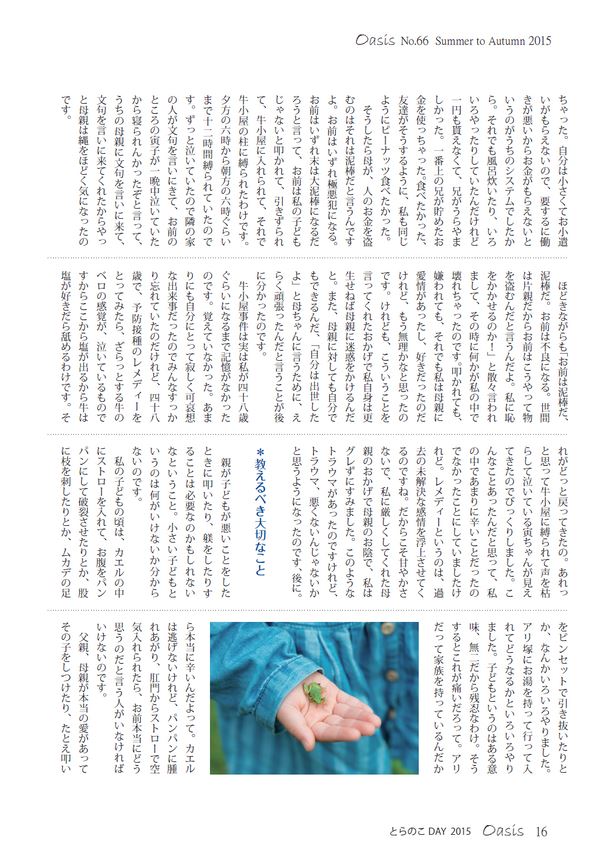 Oasis No.66 Summer to Autumn 2015
ちゃった。自分は小さくてお小遣
いがもらえないので、要するに働
きが悪いからお金がもらえないと
いうのがうちのシステムでしたか
ら。それでも風呂炊いたり、いろ
いろやったりしていたんだけれど
一円も貰えなくて、兄がうらやま
しかった。一番上の兄が貯めたお
金を使っちゃった。食べたかった、
友達がそうするように、私も同じ
ようにピーナッツ食べたかった。
そうしたら母が、人のお金を盗
むのはそれは泥棒だと言うんです
よ。お前はいずれ極悪犯になる。
お前はいずれ末は大泥棒になるだ
ろうと言って、お前は私の子ども
じゃないと叩かれて、引きずられ
て、牛小屋に入れられて、それで
牛小屋の柱に縛られたわけです。
夕方の六時から朝方の六時ぐらい
まで十二時間縛られていたので
す。ずっと泣いていたので隣の家
の人が文句を言いにきて、お前の
ところの寅子が一晩中泣いていた
から寝られんかったぞと言って、
うちの母親に文句を言いに来て、
文句を言いに来てくれたからやっ
と母親は縄をほどく気になったの
です。
ほどきながらも「お前は泥棒だ、
泥棒だ。お前は不良になる。世間
は片親だからお前はこうやって物
を盗むんだと言うんだよ。私に恥
をかかせるのか！」と散々言われ
まして、その時に何かが私の中で
壊れちゃったのです。叩かれても、
嫌われても、それでも私は母親に
愛情があったし、好きだったのだ
けれど、もう無理かなと思ったの
です。けれども、こういうことを
言ってくれたおかげで私自身は更
生せねば母親に迷惑をかけるんだ
と。また、母親に対しても自分で
もできるんだ、「自分は出世した
よ」と母ちゃんに言うために、え
らく頑張ったんだと言うことが後
に分かったのです。
牛小屋事件は実は私が四十八歳
ぐらいになるまで記憶がなかった
のです。覚えていなかった。あま
りにも自分にとって寂しく可哀想
な出来事だったのでみんなすっか
り忘れていたのだけれど、四十八
歳で、予防接種のレメディーを
とってみたら、ざらっとする牛の
ベロの感覚が、泣いているもので
すからここから塩が出るから牛は
塩が好きだら舐めるわけです。そ
れがどっと戻ってきたの。あれっ
と思って牛小屋に縛られて声を枯
らして泣いている寅ちゃんが見え
てきたのでびっくりしました。こ
んなことあったんだと思って、私
の中であまりに辛いことだったの
でなかったことにしていましたけ
れど。レメディーというのは、過
去の未解決な感情を浮上させてく
るのですね。だからこそ甘やかさ
ないで、私に厳しくしてくれた母
親のおかげで母親のお陰で、私は
グレずにすみました。このような
トラウマがあったのですけれど、
トラウマ、悪くないんじゃないか
と思うようになったのです、後に。
＊教えるべき大切なこと
親が子どもが悪いことをした
ときに叩いたり、躾をしたりす
ることは必要なのかもしれない
なということ。小さい子どもと
いうのは何がいけないか分から
ないのです。
私の子どもの頃は、カエルの中
にストローを入れて、お腹をパン
パンにして破裂させたりとか、股
に枝を刺したりとか、ムカデの足
をピンセットで引き抜いたりと
か、なんかいろいろやりました。
アリ塚にお湯を持って行って入
れてどうなるかといろいろやり
ました。子どもというのはある意
味、無二だから残忍なわけ。そう
するとこれが痛いだろって。アリ
だって家族を持っているんだか
ら本当に辛いんだよって。カエル
は逃げないけれど、パンパンに腫
れあがり、肛門からストローで空
気入れられたら、お前本当にどう
思うのだと言う人がいなければ
いけないのです。
父親、母親が本当の愛があって
その子をしつけたり、たとえ叩い
とらのこ DAY 2015 Oasis 16